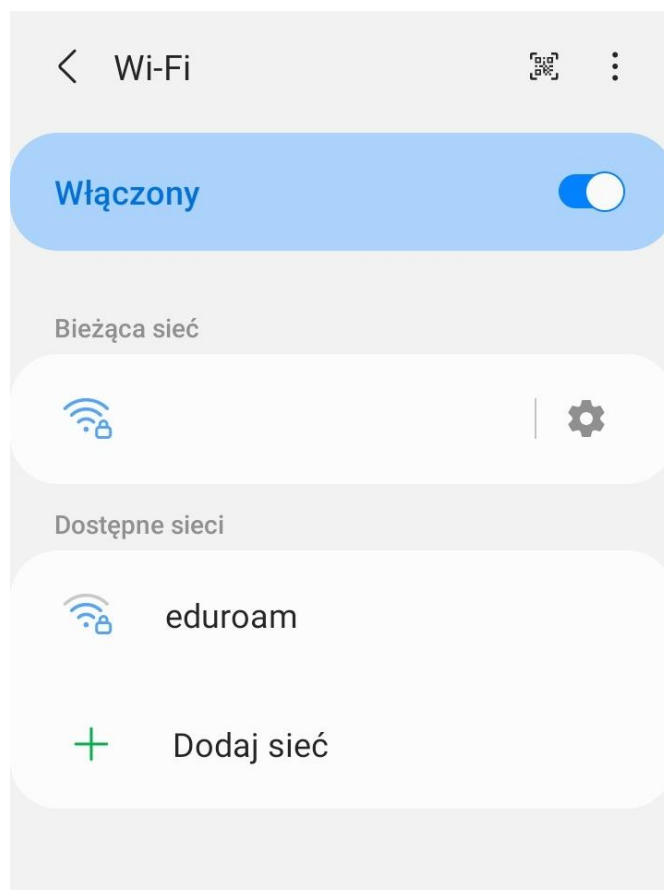 Wi-Fi
Włączony
Bieżąca sieć
Dostępne sieci
eduroam
Dodaj sieć